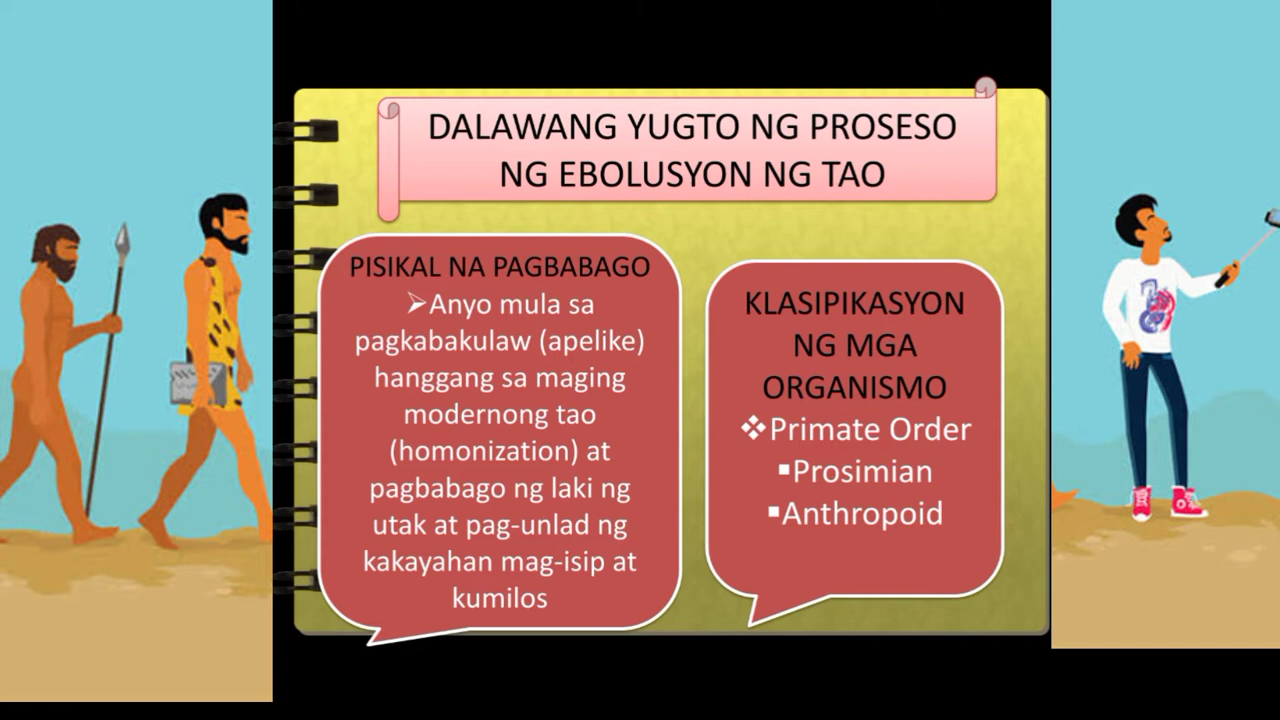 DALAWANG YUGTO NG PROSESO
NG EBOLUSYON NG TAO
PISIKAL NA PAGBABAGO
➢Anyo mula sa
pagkabakulaw (apelike)
hanggang sa maging
modernong tao
(homonization) at
pagbabago ng laki ng
utak at pag-unlad ng
kakayahan mag-isip at
kumilos
KLASIPIKASYON
NG MGA
ORGANISMO
❖Primate Order
▪Prosimian
▪Anthropoid